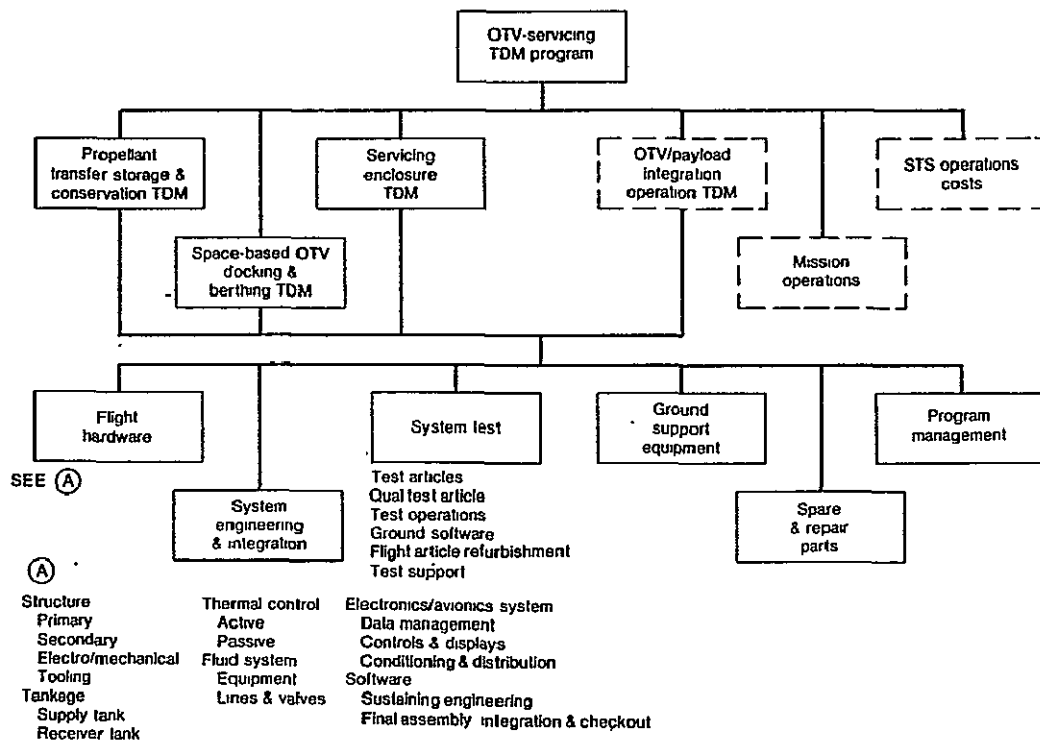 OTV-servicing
TDM program
Propellant
transfer storage &
conservation TDM
Servicing
enclosure
TDM
OTV/payload
integration
operation TDM
STS operations
costs
Space-based OTV
docking &
berthing TDM
Mission
operations
Flight
hardware
System test
Ground
support
equipment
Program
management
SEE A
System
engineering
& integration
Test articles
Qual test article
Test operations
Ground software
Flight article refurbishment
Test support
Spare
& repair
parts
A
Structure
Primary
Secondary
Electro/mechanical
Tooling
Tankage
Supply tank
Receiver tank
Thermal control
Active
Passive
Fluid system
Equipment
Lines & valves
Electronics/avionics system
Data management
Controls & displays
Conditioning & distribution
Software
Sustaining engineering
Final assembly integration & checkout